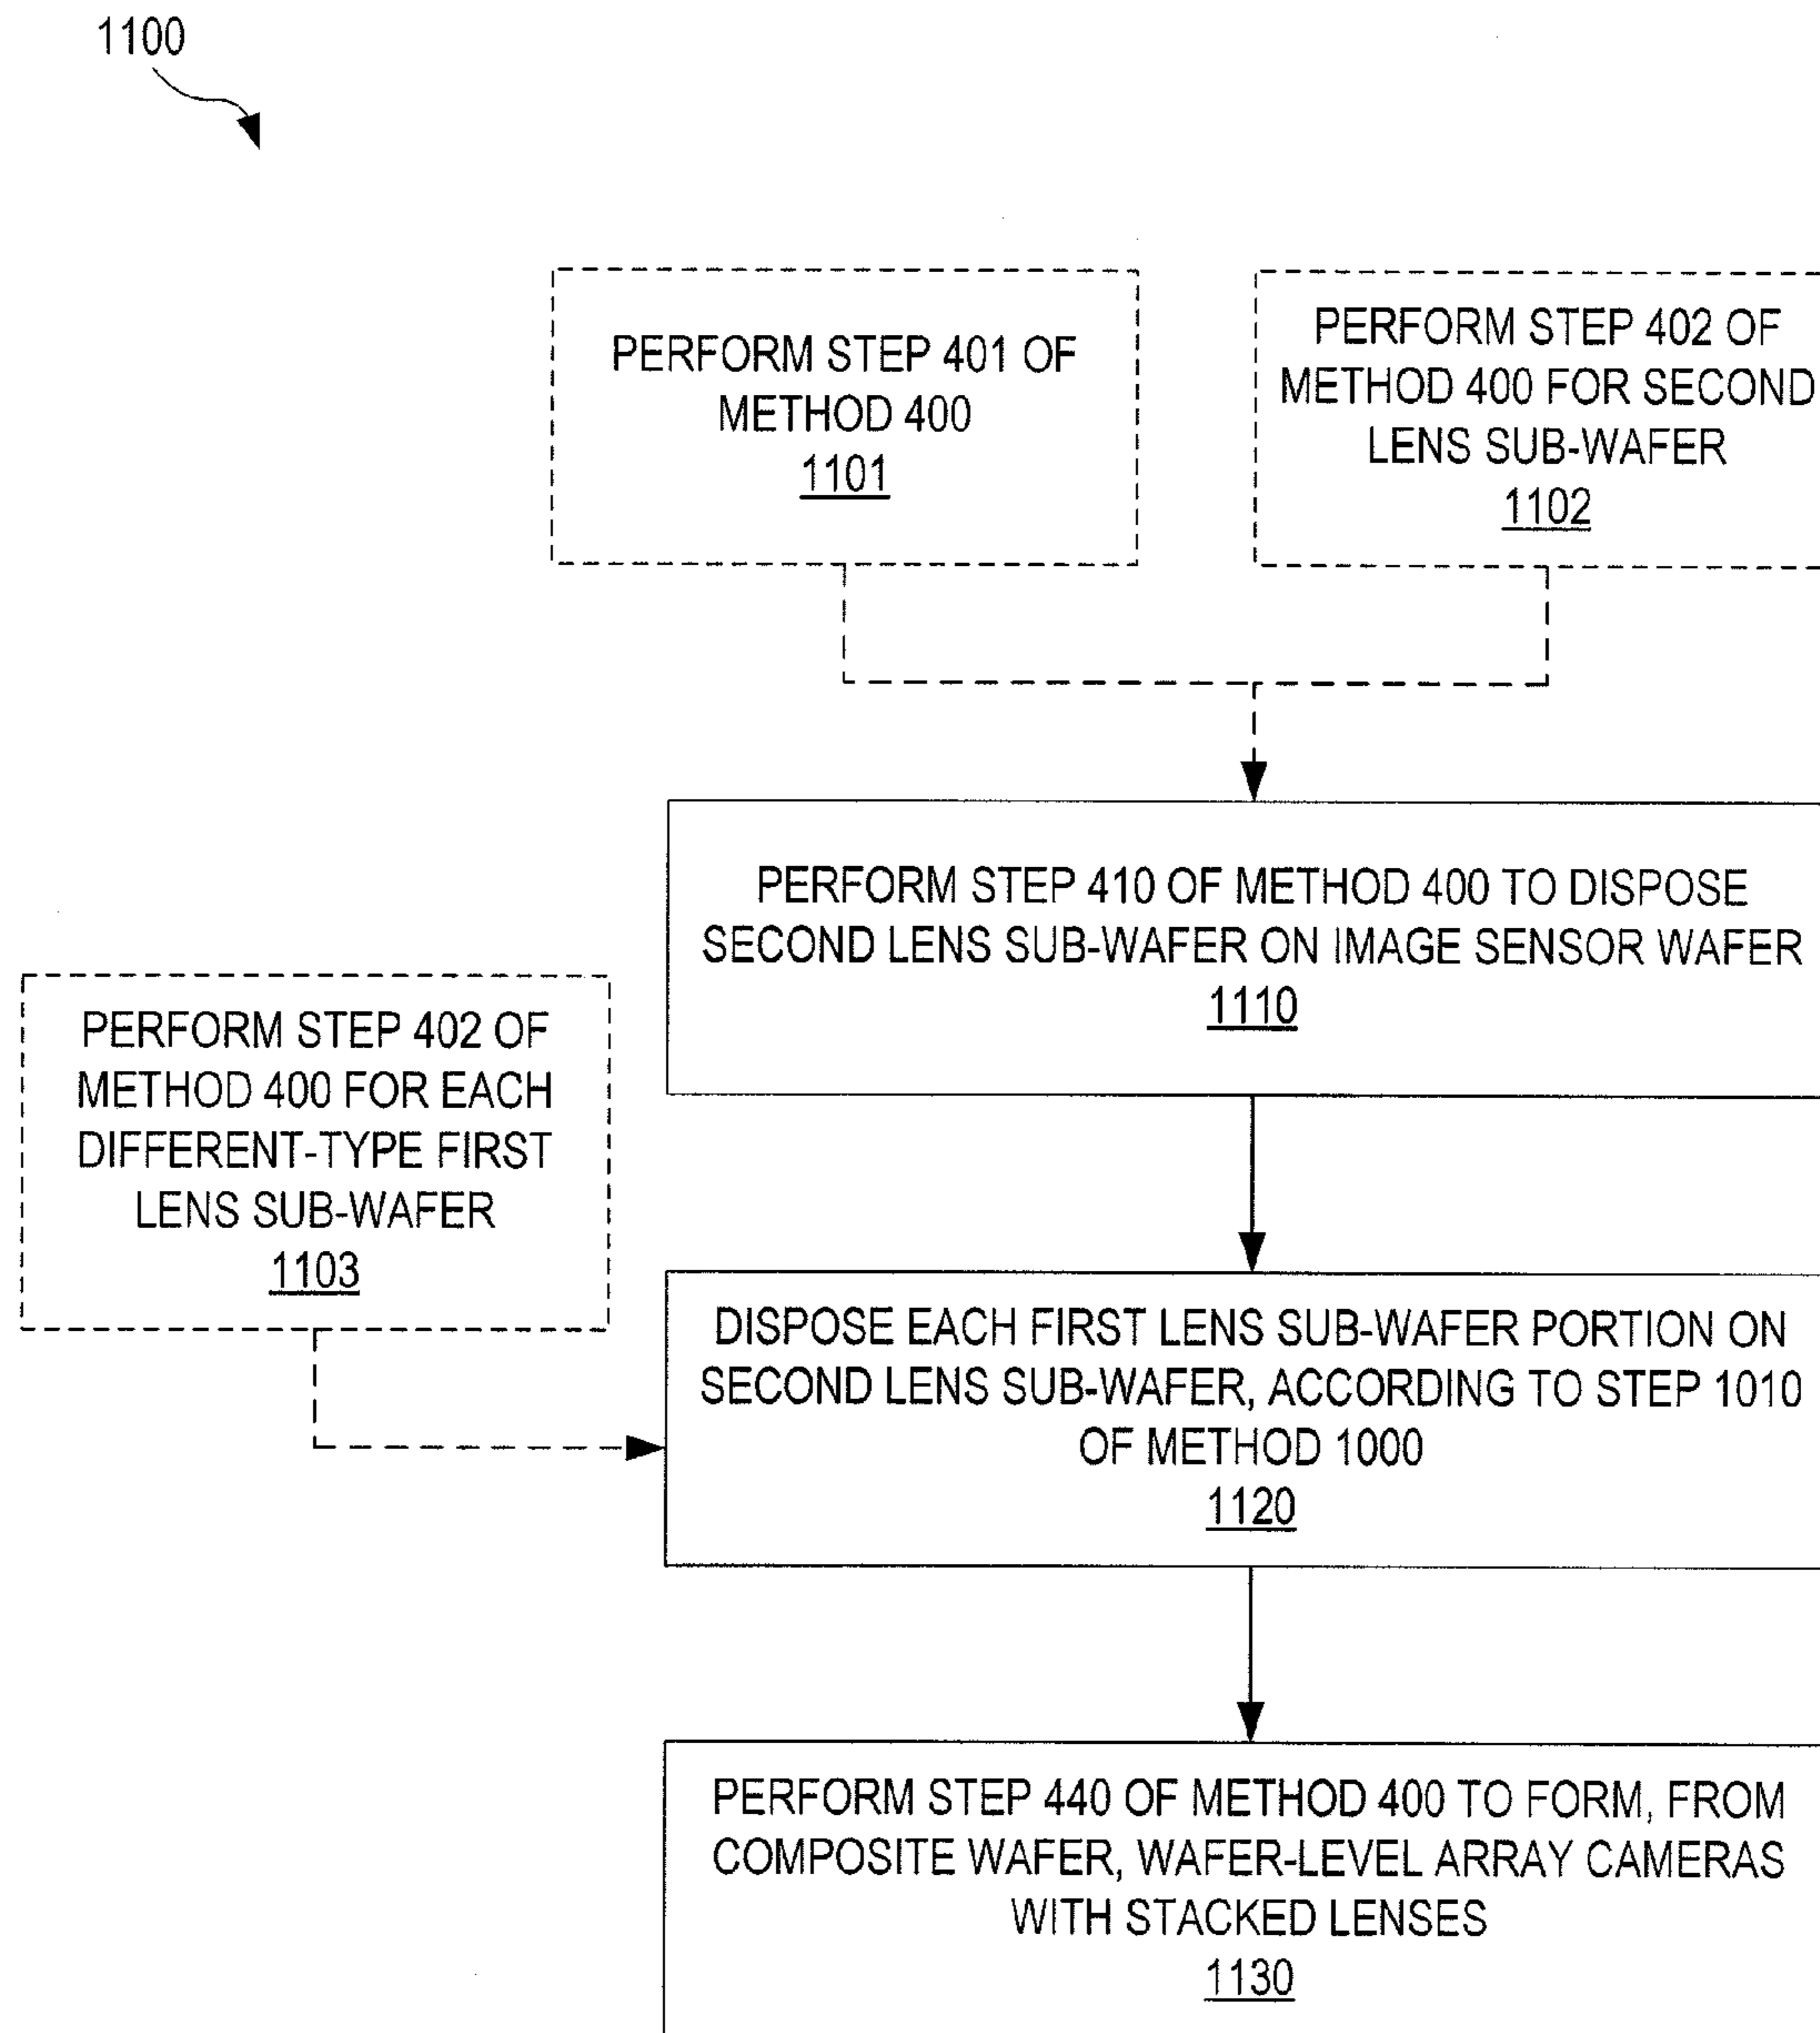 1100
PERFORM STEP 401 OF
METHOD 400
1101
PERFORM STEP 402 OF
METHOD 400 FOR SECOND
LENS SUB-WAFER
1102
PERFORM STEP 410 OF METHOD 400 TO DISPOSE
SECOND LENS SUB-WAFER ON IMAGE SENSOR WAFER
1110
PERFORM STEP 402 OF
METHOD 400 FOR EACH
DIFFERENT-TYPE FIRST
LENS SUB-WAFER
1103
DISPOSE EACH FIRST LENS SUB-WAFER PORTION ON
SECOND LENS SUB-WAFER, ACCORDING TO STEP 1010
OF METHOD 1000
1120
PERFORM STEP 440 OF METHOD 400 TO FORM, FROM
COMPOSITE WAFER, WAFER-LEVEL ARRAY CAMERAS
WITH STACKED LENSES
1130